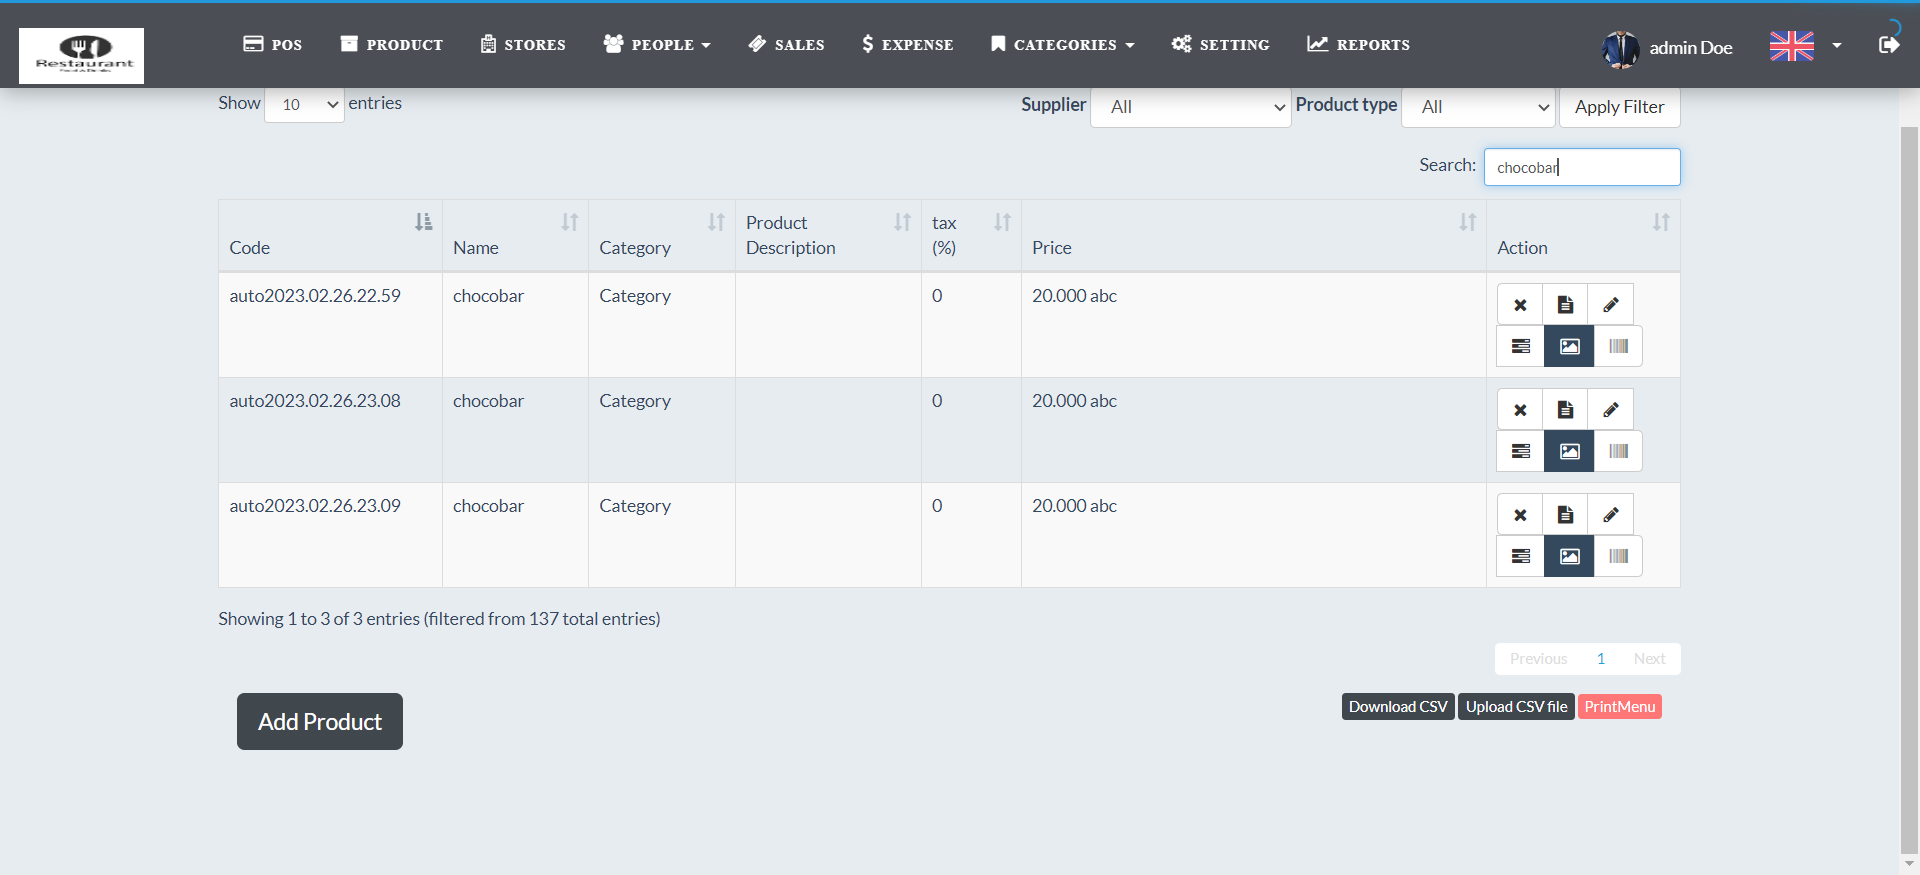 Restaurant
POS PRODUCT STORES PEOPLE SALES EXPENSE CATEGORIES SETTING REPORTS admin Doe
Show 10 entries Supplier All Product type All Apply Filter
Search: chocobar
Code Name Category Product Description tax (%) Price Action
auto2023.02.26.22.59 chocobar Category 0 20.000 abc
auto2023.02.26.23.08 chocobar Category 0 20.000 abc
auto2023.02.26.23.09 chocobar Category 0 20.000 abc
Showing 1 to 3 of 3 entries (filtered from 137 total entries)
Previous 1 Next
Add Product Download CSV Upload CSV file PrintMenu